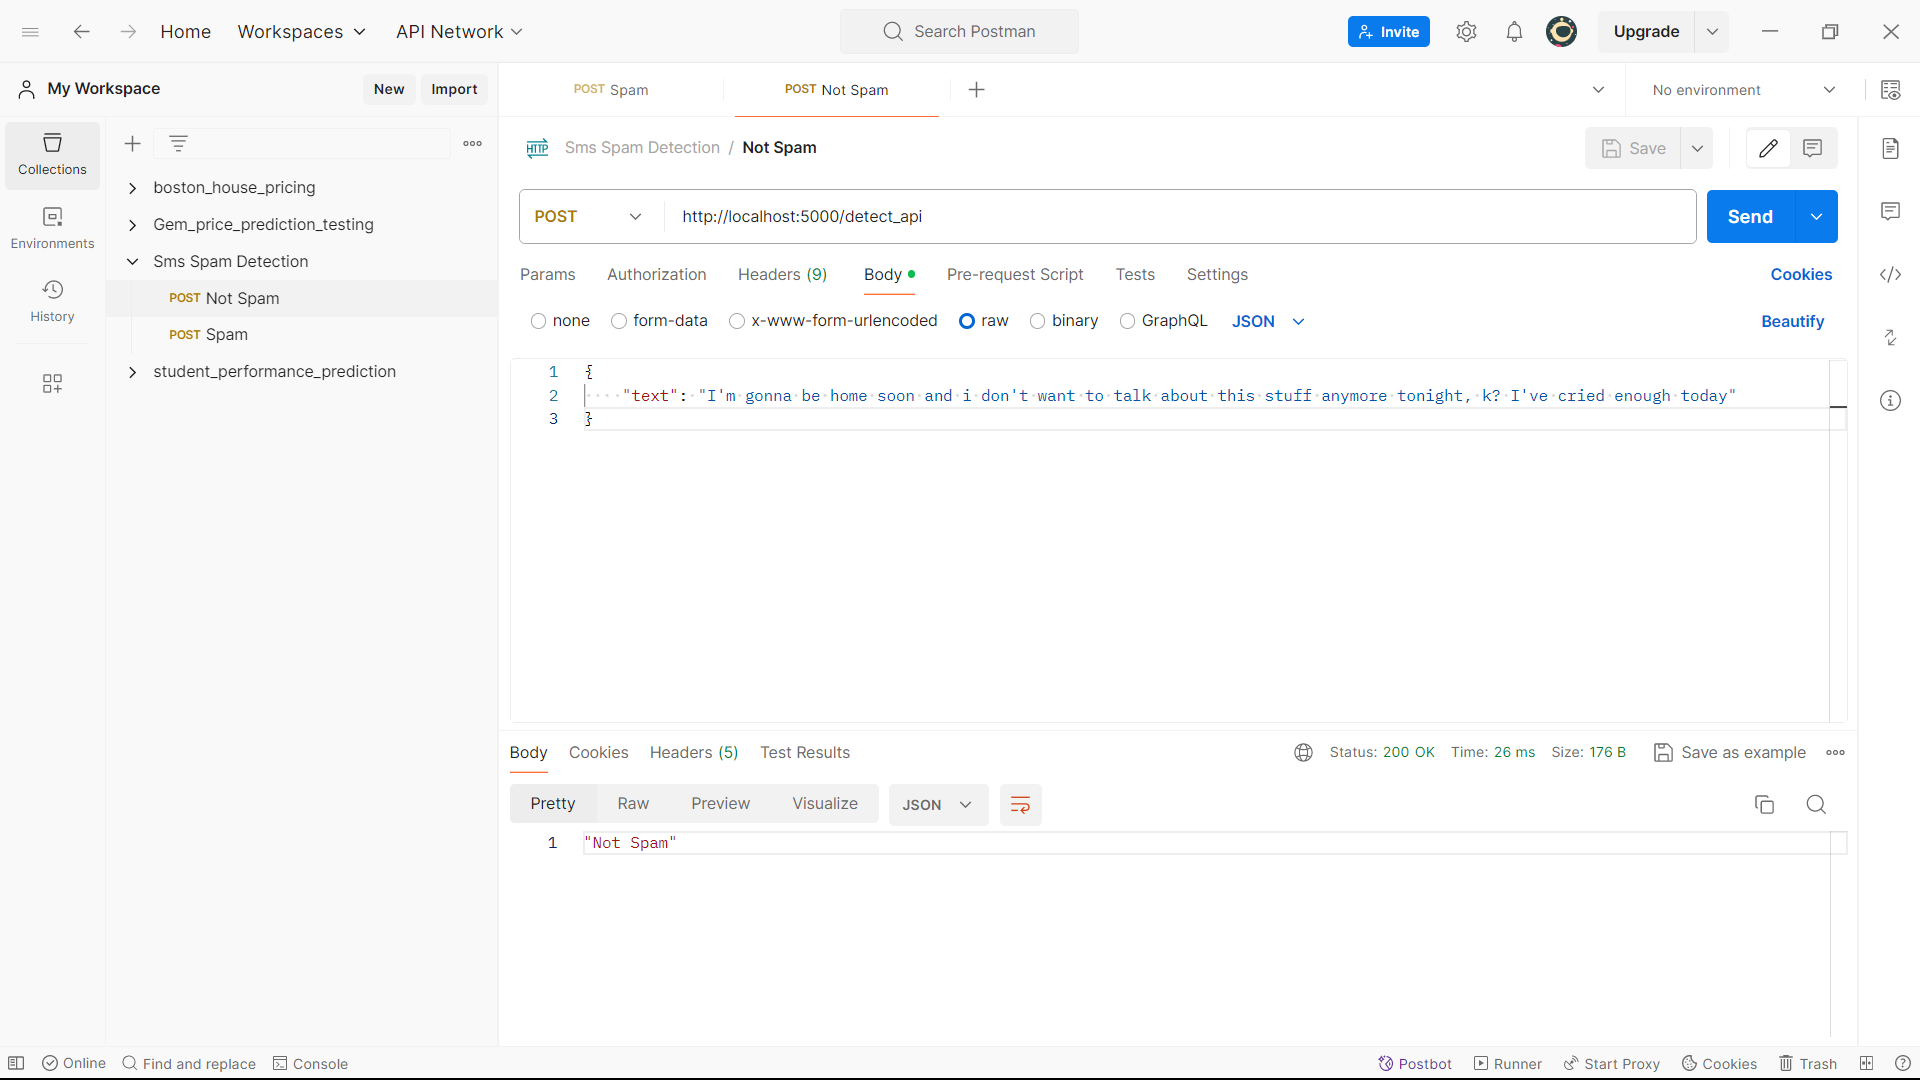 Home Workspaces API Network Search Postman Invite Upgrade
My Workspace New Import
POST Spam POST Not Spam No environment
Collections
Environments
History
boston_house_pricing
Gem_price_prediction_testing
Sms Spam Detection
POST Not Spam
POST Spam
student_performance_prediction
HTTP Sms Spam Detection / Not Spam Save
POST http://localhost:5000/detect_api Send
Params Authorization Headers (9) Body Pre-request Script Tests Settings Cookies
none form-data x-www-form-urlencoded raw binary GraphQL JSON Beautify
1 {
2 "text": "I'm gonna be home soon and i don't want to talk about this stuff anymore tonight, k? I've cried enough today"
3 }
Body Cookies Headers (5) Test Results Status: 200 OK Time: 26 ms Size: 176 B Save as example
Pretty Raw Preview Visualize JSON
1 "Not Spam"
Online Find and replace Console Postbot Runner Start Proxy Cookies Trash